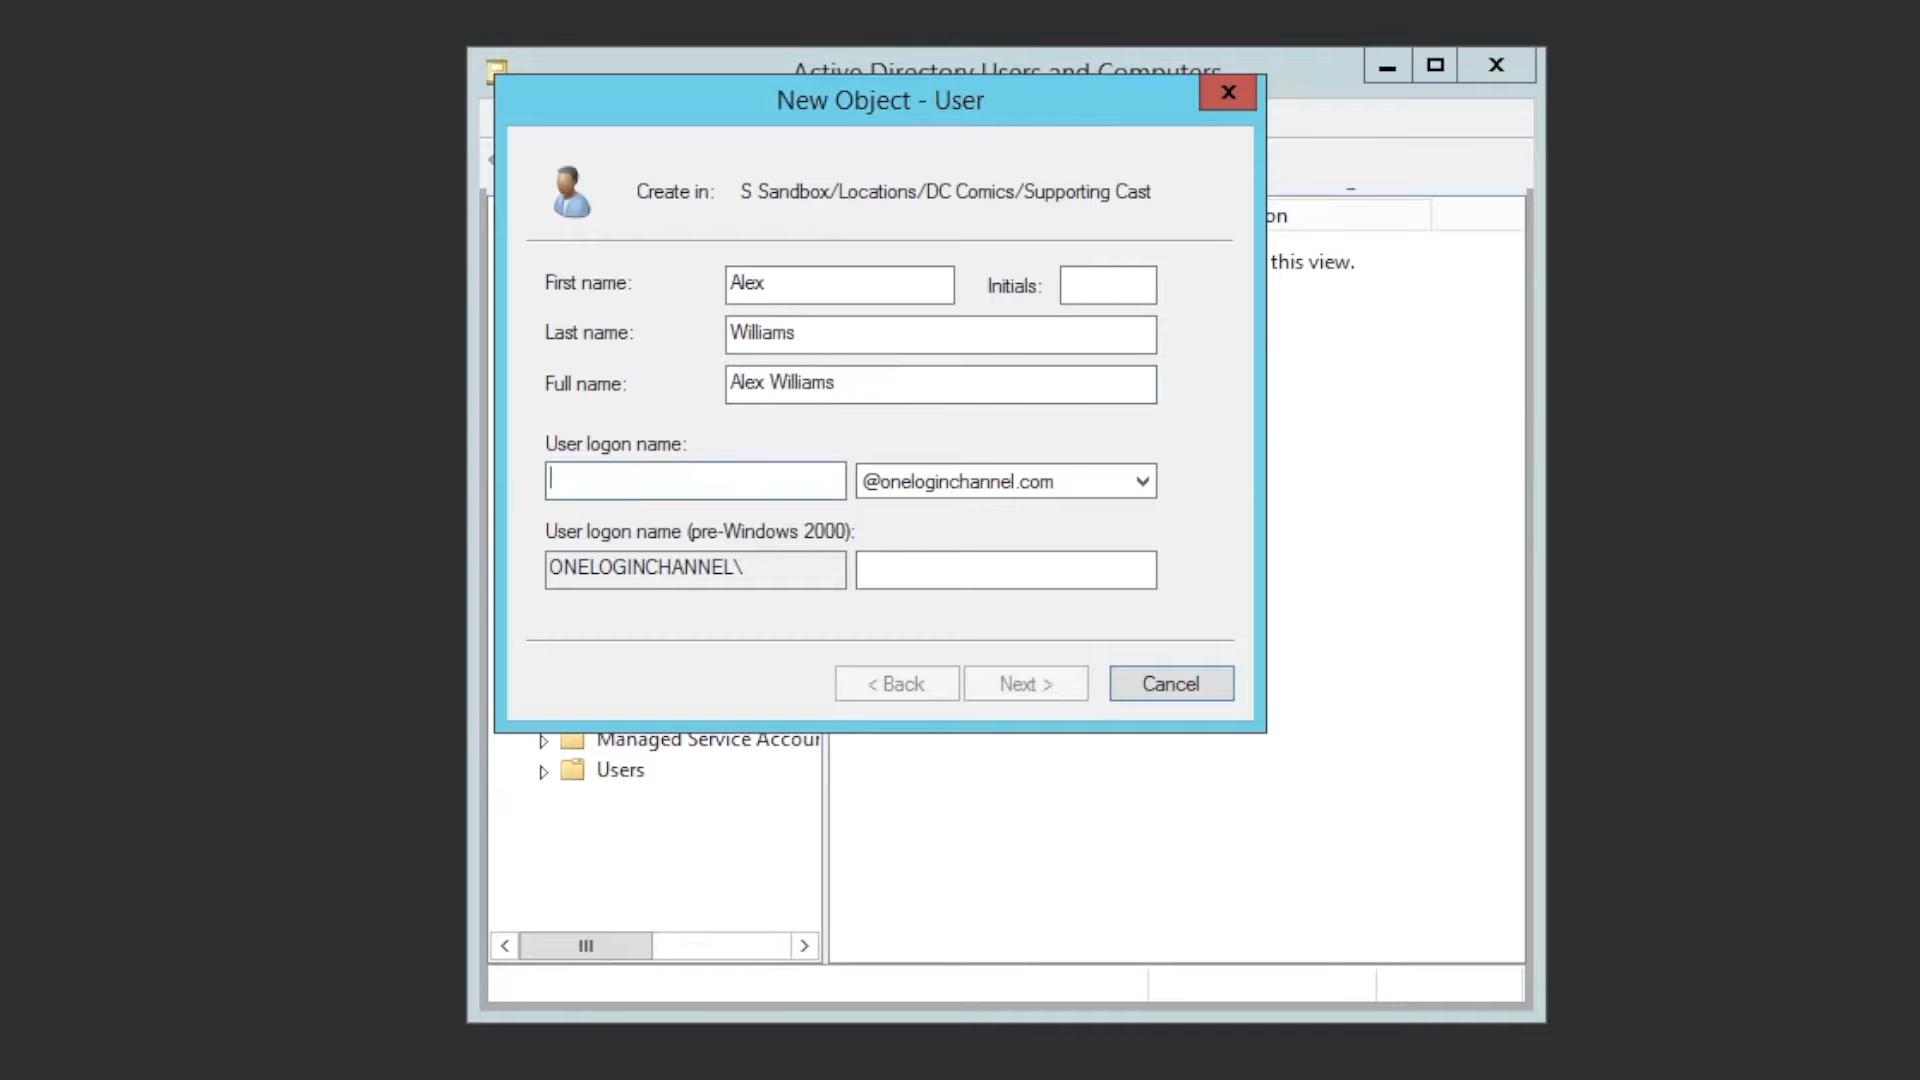 Active Directory Users and Computers
New Object - User
Create in: S Sandbox/Locations/DC Comics/Supporting Cast
on
First name: Alex Initials:
this view.
Last name: Williams
Full name: Alex Williams
User logon name:
@oneloginchannel.com
User logon name (pre-Windows 2000):
ONELOGINCHANNEL\
< Back Next > Cancel
Managed Service Accour
Users